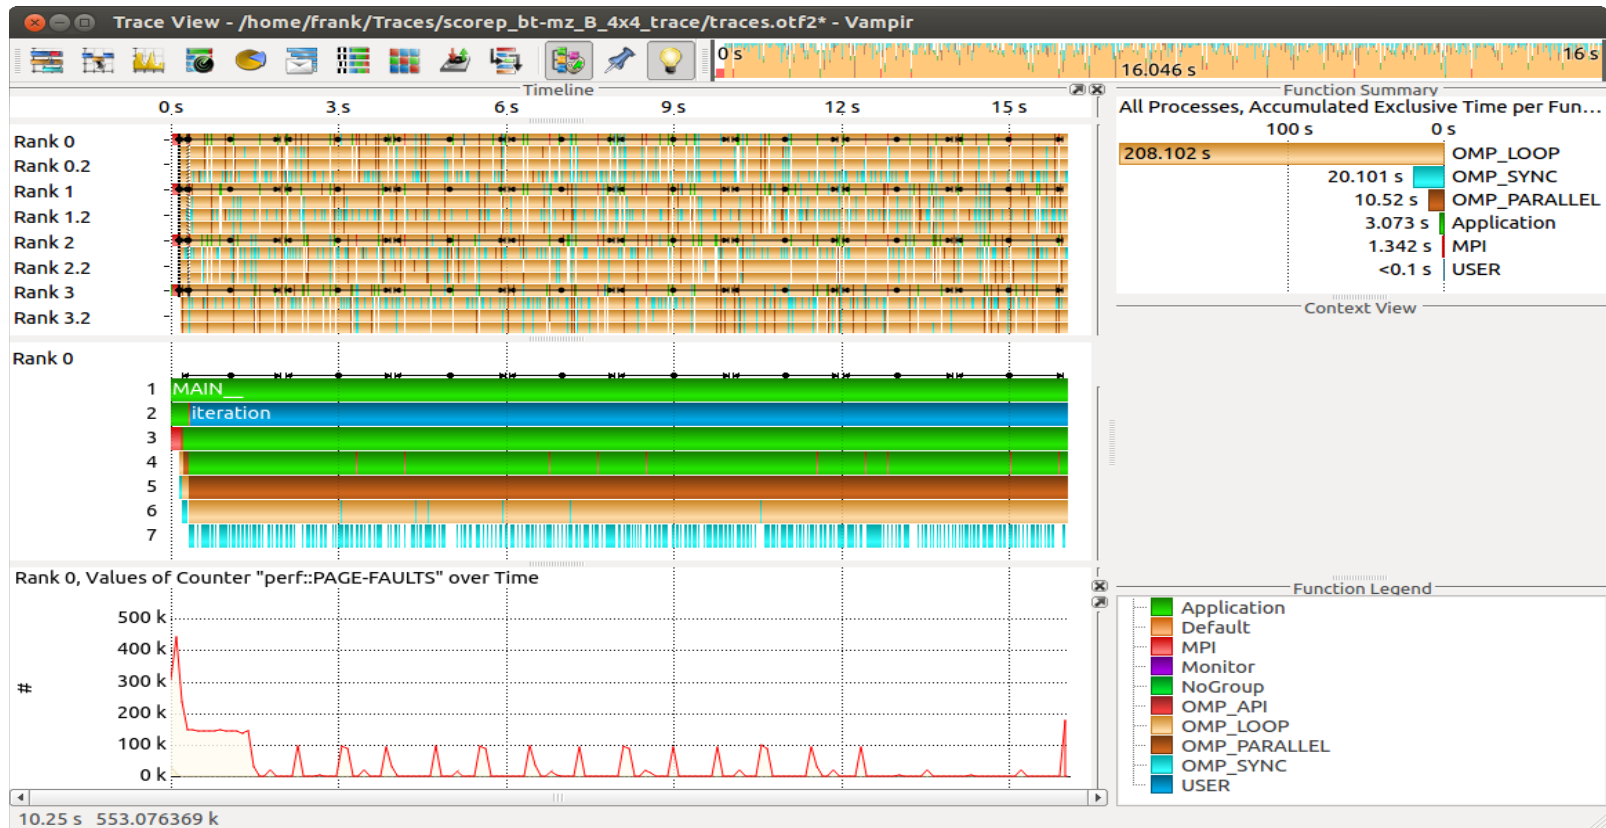 Trace View - /home/frank/Traces/scorep_bt-mz_B_4x4_trace/traces.otf2* - Vampir
0 s
16 s
16.046 s
Timeline
0 s 3 s 6 s 9 s 12 s 15 s
Rank 0
Rank 0.2
Rank 1
Rank 1.2
Rank 2
Rank 2.2
Rank 3
Rank 3.2
Rank 0
1 MAIN__
2 iteration
3
4
5
6
7
Rank 0, Values of Counter "perf::PAGE-FAULTS" over Time
500 k
400 k
300 k
200 k
100 k
0 k
#
Function Summary
All Processes, Accumulated Exclusive Time per Fun...
100 s 0 s
208.102 s OMP_LOOP
20.101 s OMP_SYNC
10.52 s OMP_PARALLEL
3.073 s Application
1.342 s MPI
<0.1 s USER
Context View
Function Legend
Application
Default
MPI
Monitor
NoGroup
OMP_API
OMP_LOOP
OMP_PARALLEL
OMP_SYNC
USER
10.25 s 553.076369 k